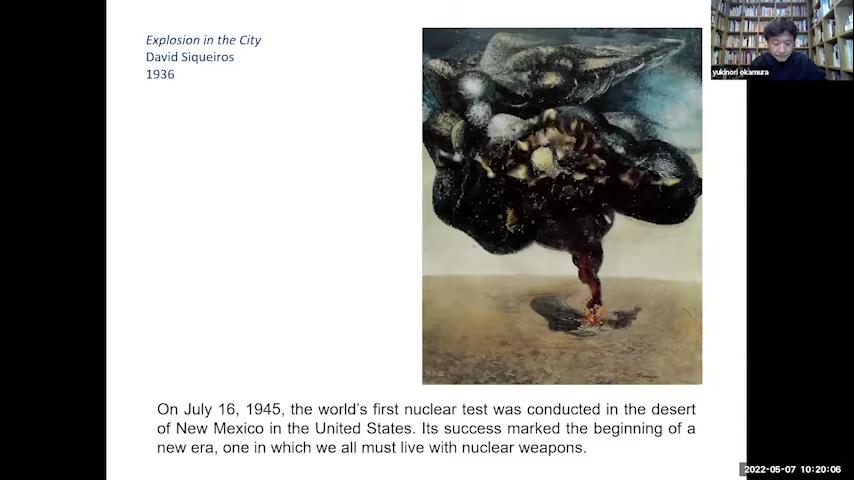 Explosion in the City
David Siqueiros
1936
yukinori okamura
On July 16, 1945, the world's first nuclear test was conducted in the desert
of New Mexico in the United States. Its success marked the beginning of a
new era, one in which we all must live with nuclear weapons.
2022-05-07 10:20:06